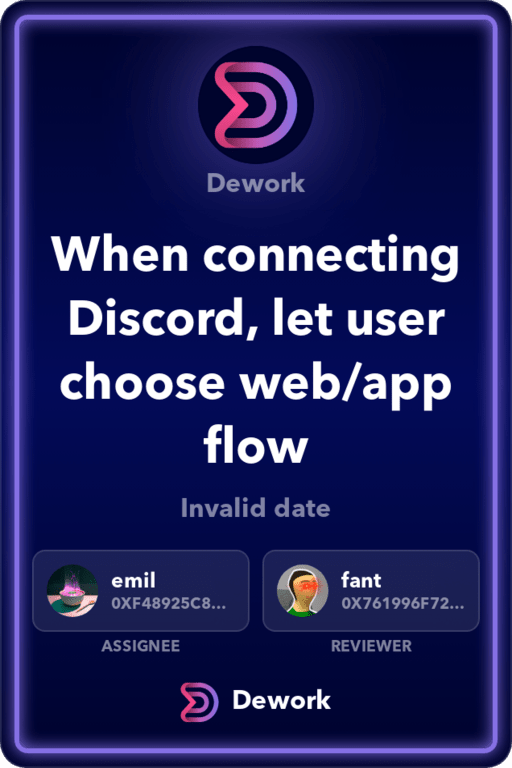 Dework
When connecting
Discord, let user
choose web/app
flow
Invalid date
emil
0XF48925C8...
fant
0X761996F72...
ASSIGNEE
REVIEWER
Dework